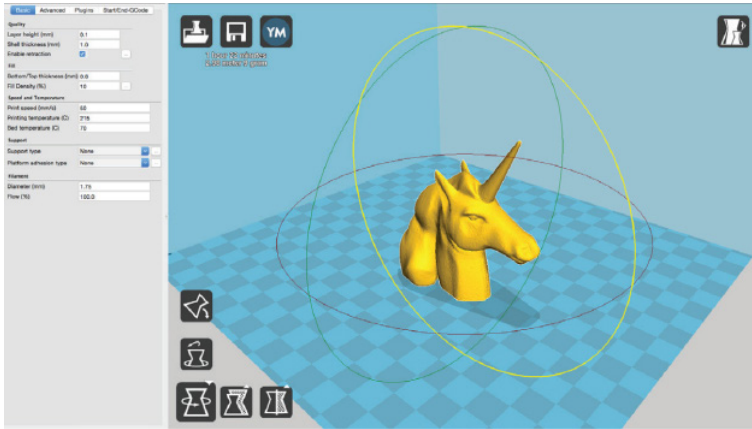 Basic Advanced Plugins Start/End-GCode
Quality
Layer height (mm) 0.1
Shell thickness (mm) 1.0
Enable retraction ...
Fill
Bottom/Top thickness (mm) 0.6
Fill Density (%) 10 ...
Speed and Temperature
Print speed (mm/s) 50
Printing temperature (C) 215
Bed temperature (C) 70
Support
Support type None ...
Platform adhesion type None ...
Filament
Diameter (mm) 1.75
Flow (%) 100.0
YM